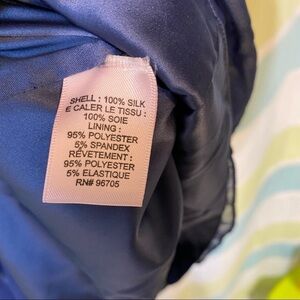 SHELL : 100% SILK
E CALER LE TISSU :
100% SOIE
LINING :
95% POLYESTER
5% SPANDEX
RËVETEMENT :
95% POLYESTER
5% ELASTIQUE
RN# 96705